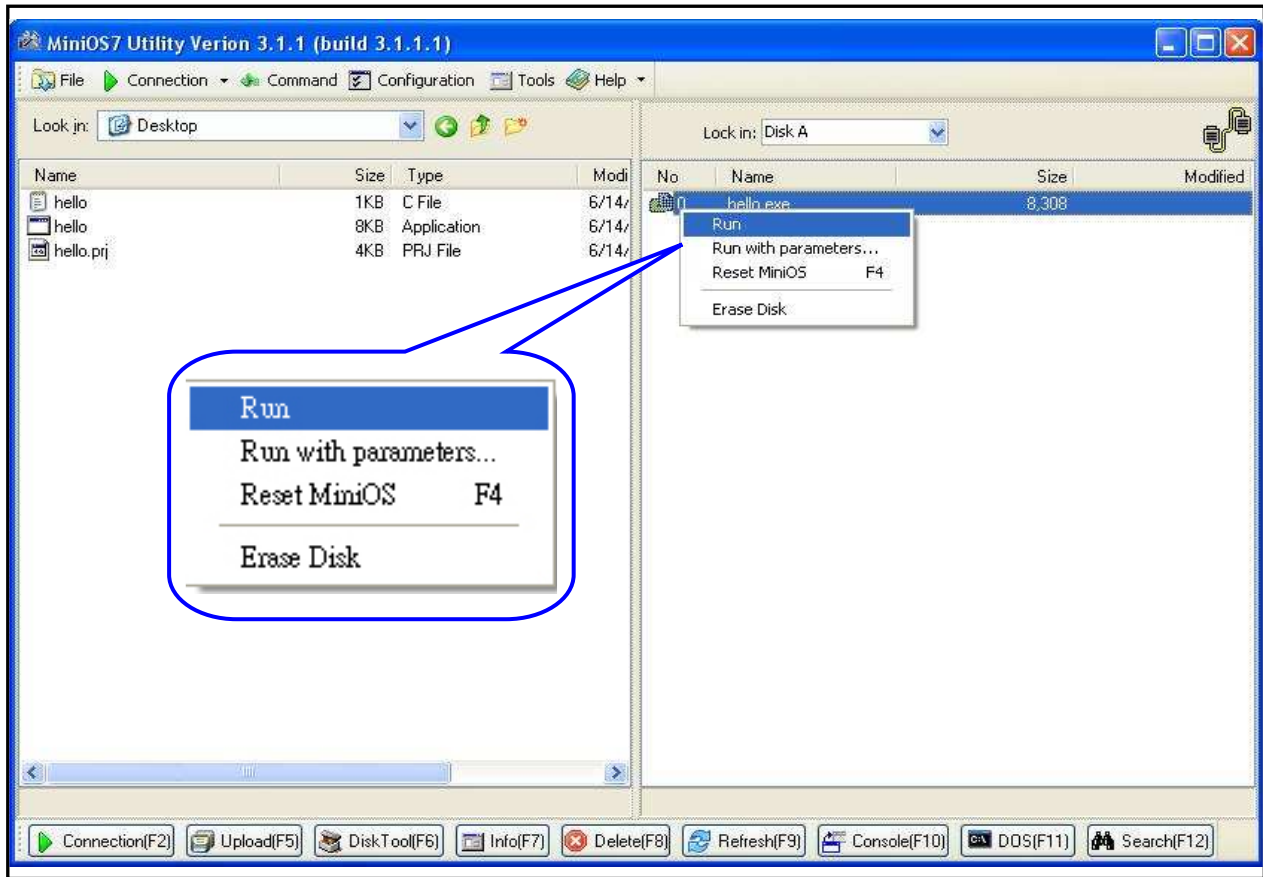 MiniOS7 Utility Verion 3.1.1 (build 3.1.1.1)
File Connection Command Configuration Tools Help
Look in: Desktop
Lock in: Disk A
Name Size Type Modi
No Name Size Modified
hello 1KB C File 6/14/
hello 8KB Application 6/14/
hello.prj 4KB PRJ File 6/14/
0 hello.exe 8,308
Run
Run with parameters...
Reset MiniOS F4
Erase Disk
Run
Run with parameters...
Reset MiniOS F4
Erase Disk
Connection(F2) Upload(F5) DiskTool(F6) Info(F7) Delete(F8) Refresh(F9) Console(F10) DOS(F11) Search(F12)